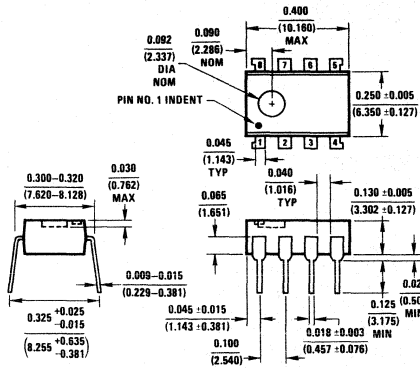 0.400
(10.160)
MAX
0.092
(2.337)
DIA
NOM
0.090
(2.286)
NOM
8 7 6 5
PIN NO. 1 INDENT
0.250 ±0.005
(6.350 ±0.127)
1 2 3 4
0.045
(1.143)
TYP
0.300–0.320
(7.620–8.128)
0.030
(0.762)
MAX
0.065
(1.651)
0.040
(1.016)
TYP
0.130 ±0.005
(3.302 ±0.127)
0.009–0.015
(0.229–0.381)
0.325 +0.025
-0.015
(8.255 +0.635
-0.381)
0.045 ±0.015
(1.143 ±0.381)
0.100
(2.540)
0.018 ±0.003
(0.457 ±0.076)
0.125
(3.175)
MIN
MIN